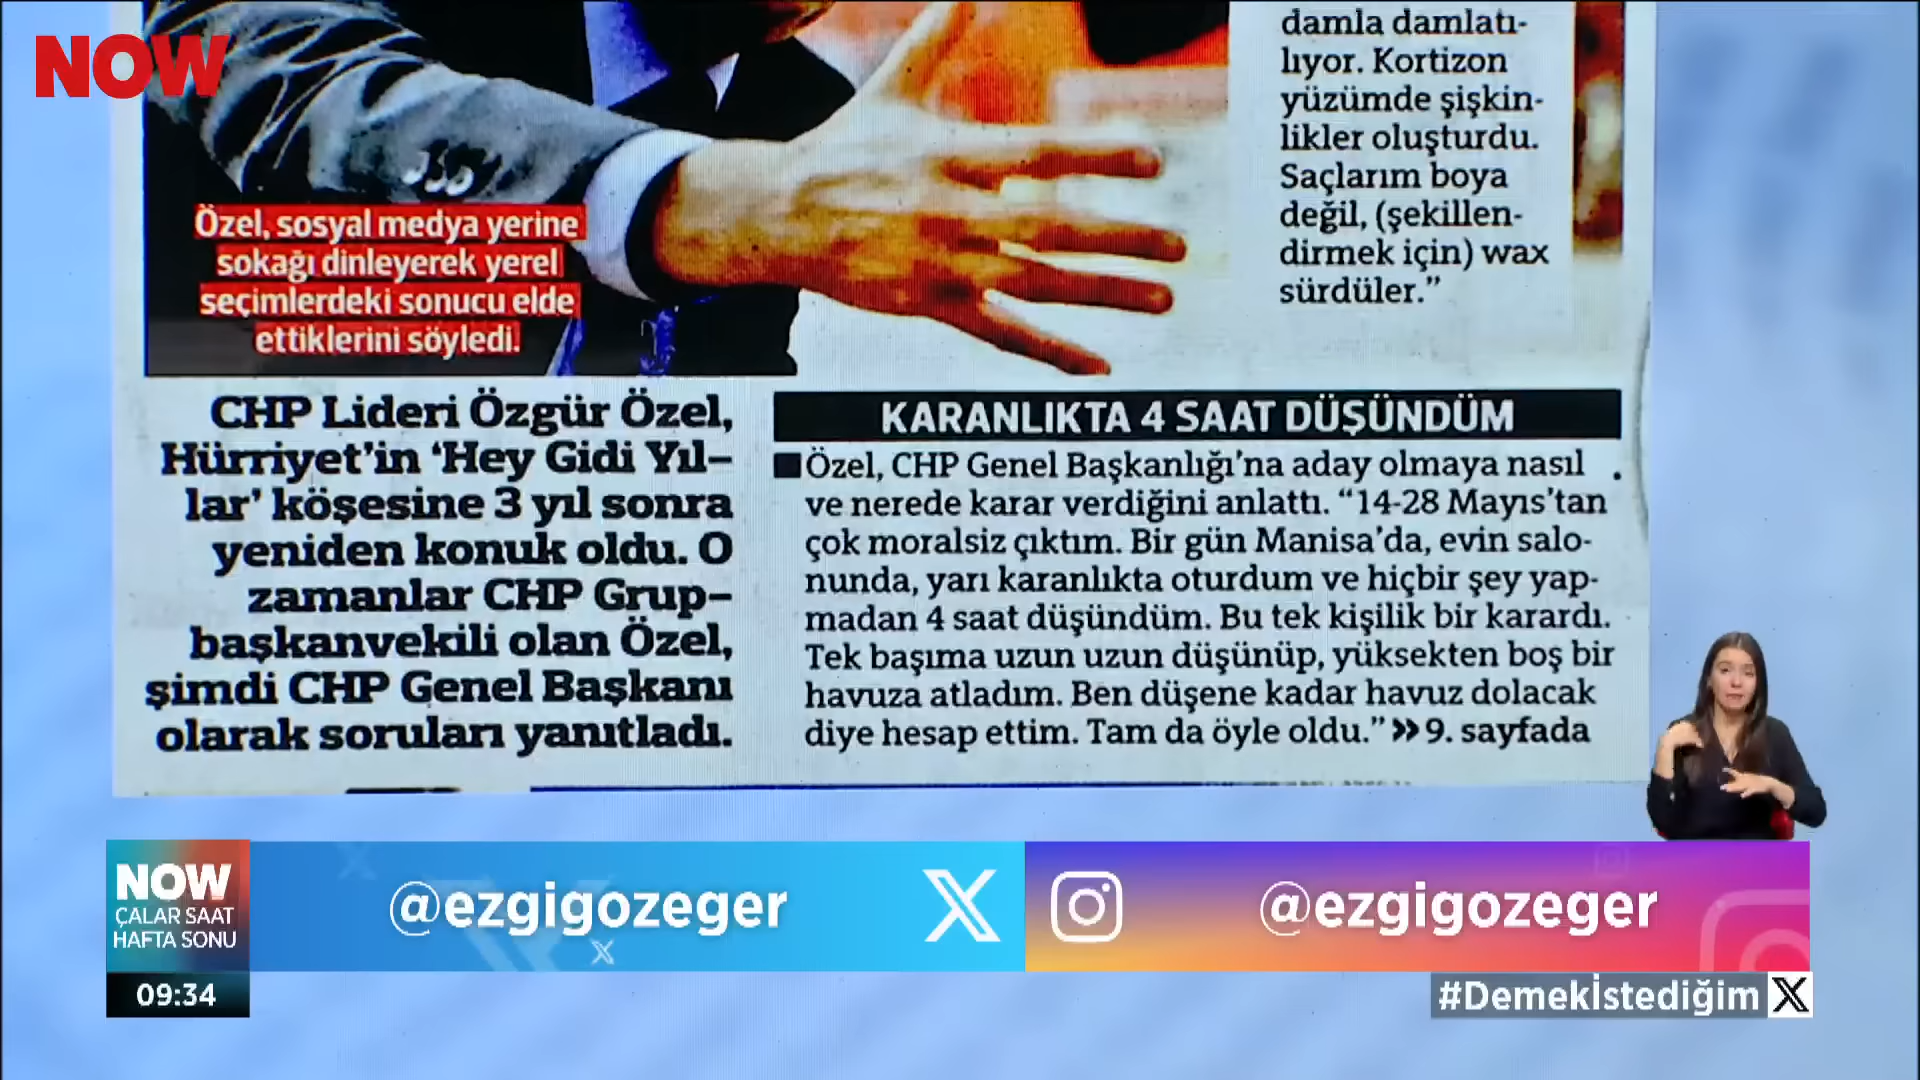 NOW
damla damlatı-
lıyor. Kortizon
yüzümde şişkin-
likler oluşturdu.
Saçlarım boya
değil, (şekillen-
dirmek için) wax
sürdüler.”
Özel, sosyal medya yerine
sokağı dinleyerek yerel
seçimlerdeki sonucu elde
ettiklerini söyledi.
CHP Lideri Özgür Özel,
Hürriyet’in ‘Hey Gidi Yıl-
lar’ köşesine 3 yıl sonra
yeniden konuk oldu. O
zamanlar CHP Grup-
başkanvekili olan Özel,
şimdi CHP Genel Başkanı
olarak soruları yanıtladı.
KARANLIKTA 4 SAAT DÜŞÜNDÜM
Özel, CHP Genel Başkanlığı’na aday olmaya nasıl
ve nerede karar verdiğini anlattı. “14-28 Mayıs’tan
çok moralsiz çıktım. Bir gün Manisa’da, evin salo-
nunda, yarı karanlıkta oturdum ve hiçbir şey yap-
madan 4 saat düşündüm. Bu tek kişilik bir karardı.
Tek başıma uzun uzun düşünüp, yüksekten boş bir
havuza atladım. Ben düşene kadar havuz dolacak
diye hesap ettim. Tam da öyle oldu.” »9. sayfada
NOW
ÇALAR SAAT
HAFTA SONU
09:34
@ezgigozeger
@ezgigozeger
#Demekİstediğim